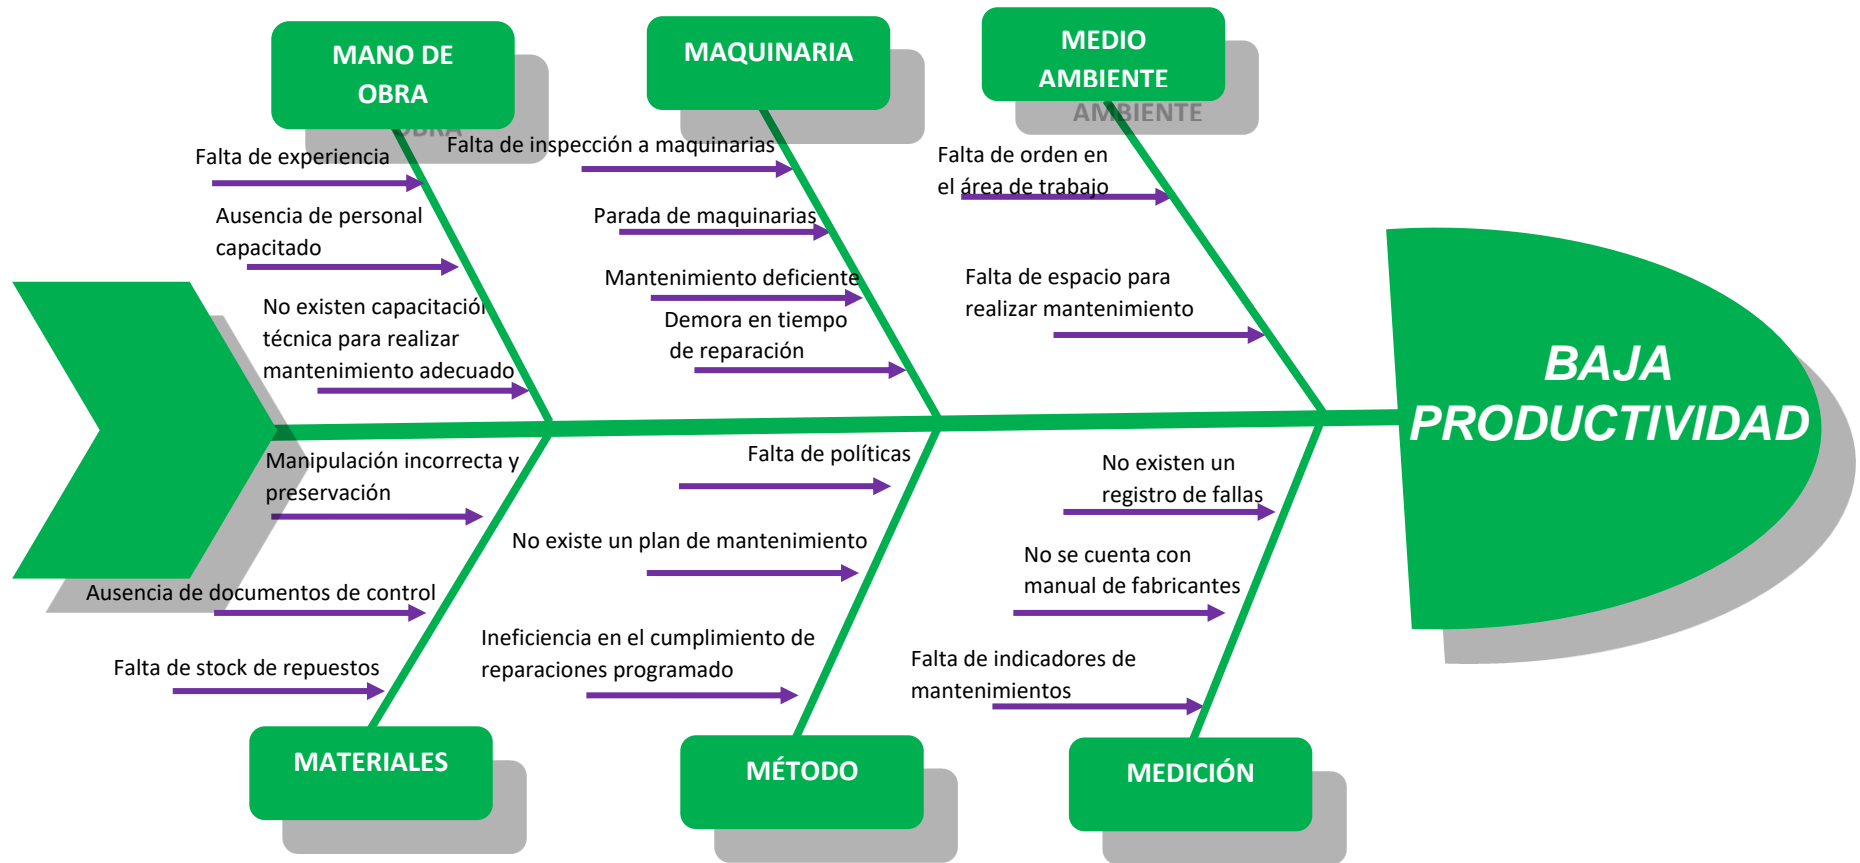 MANO DE
OBRA
Falta de experiencia
Ausencia de personal
capacitado
No existen capacitación
técnica para realizar
mantenimiento adecuado
MAQUINARIA
Falta de inspección a maquinarias
Parada de maquinarias
Mantenimiento deficiente
Demora en tiempo
de reparación
MEDIO
AMBIENTE
AMBIENTE
Falta de orden en
el área de trabajo
Falta de espacio para
realizar mantenimiento
BAJA
PRODUCTIVIDAD
Manipulación incorrecta y
preservación
Ausencia de documentos de control
Falta de stock de repuestos
MATERIALES
Falta de políticas
No existe un plan de mantenimiento
Ineficiencia en el cumplimiento de
reparaciones programado
MÉTODO
No existen un
registro de fallas
No se cuenta con
manual de fabricantes
Falta de indicadores de
mantenimientos
MEDICIÓN